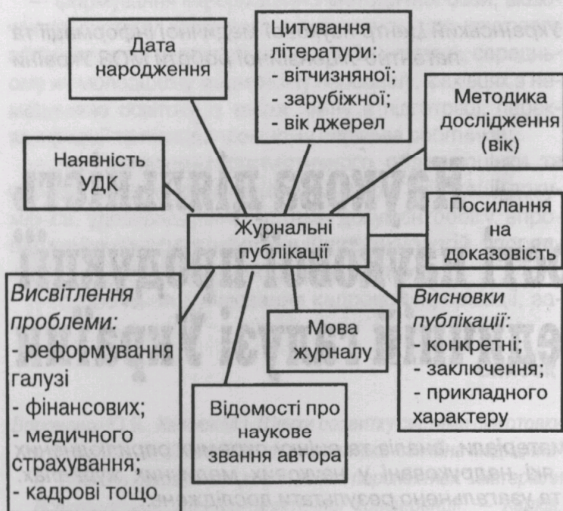 Дата
народження
Цитування
літератури:
- вітчизняної;
- зарубіжної;
- вік джерел
Методики
дослідження
(вік)
Наявність
УДК
Журнальні
публікації
Посилання
на
доказовість
Висвітлення
проблеми:
- реформування
галузі
- фінансових;
- медичного
страхування;
- кадрові тощо
Мова
журналу
Відомості про
звання автора
Висновки
публікації:
- конкретні;
- заключення;
- прикладного
характеру